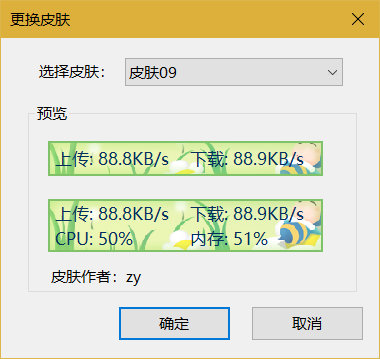 更换皮肤
选择皮肤： 皮肤09
预览
上传: 88.8KB/s 下载: 88.9KB/s
上传: 88.8KB/s 下载: 88.9KB/s
CPU: 50% 内存: 51%
皮肤作者：zy
确定 取消